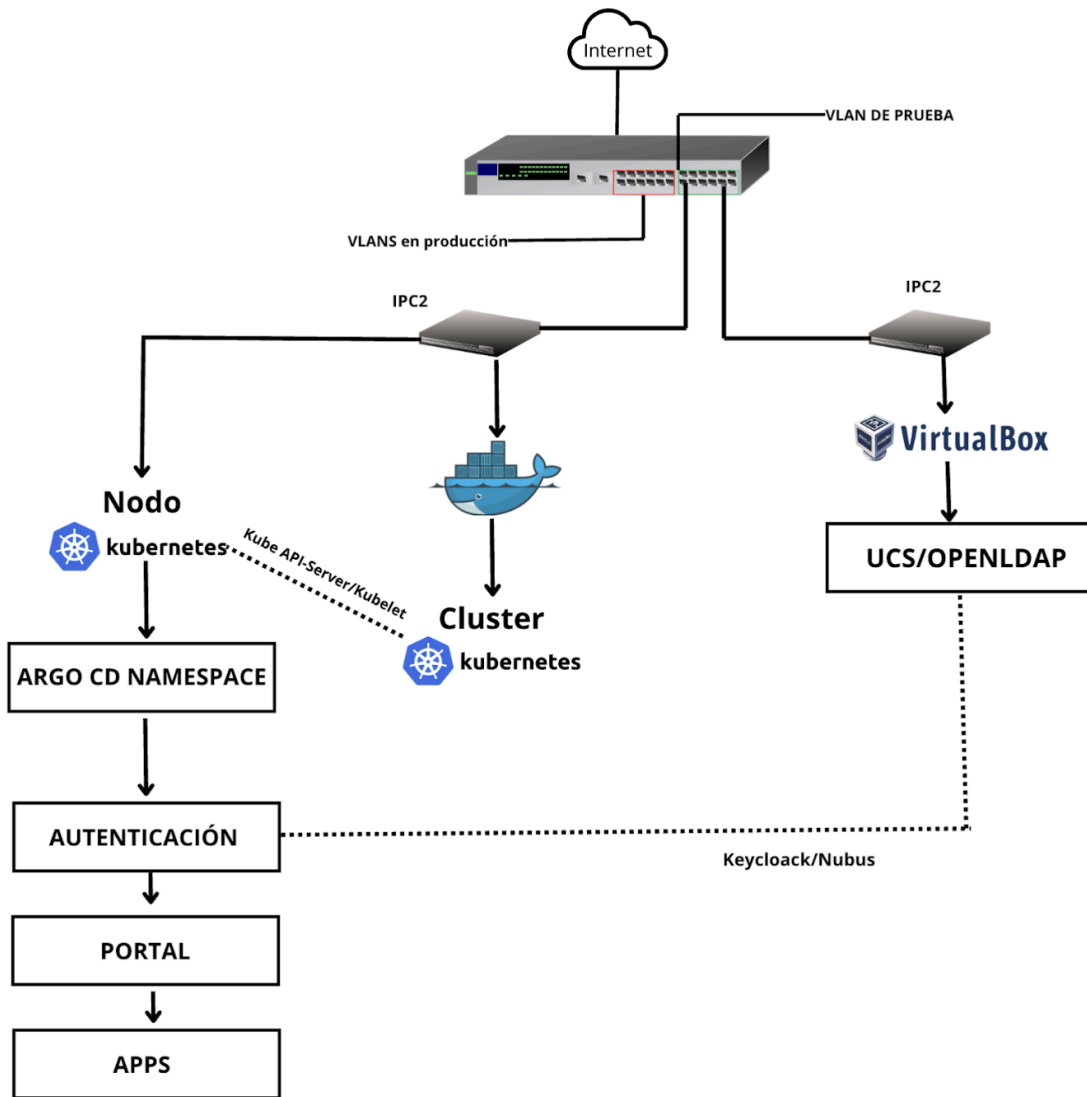 Internet
VLAN DE PRUEBA
VLANS en producción
IPC2
IPC2
VirtualBox
Nodo
kubernetes
Kube API-Server/Kubelet
UCS/OPENLDAP
Cluster
kubernetes
ARGO CD NAMESPACE
AUTENTICACIÓN
Keycloack/Nubus
PORTAL
APPS